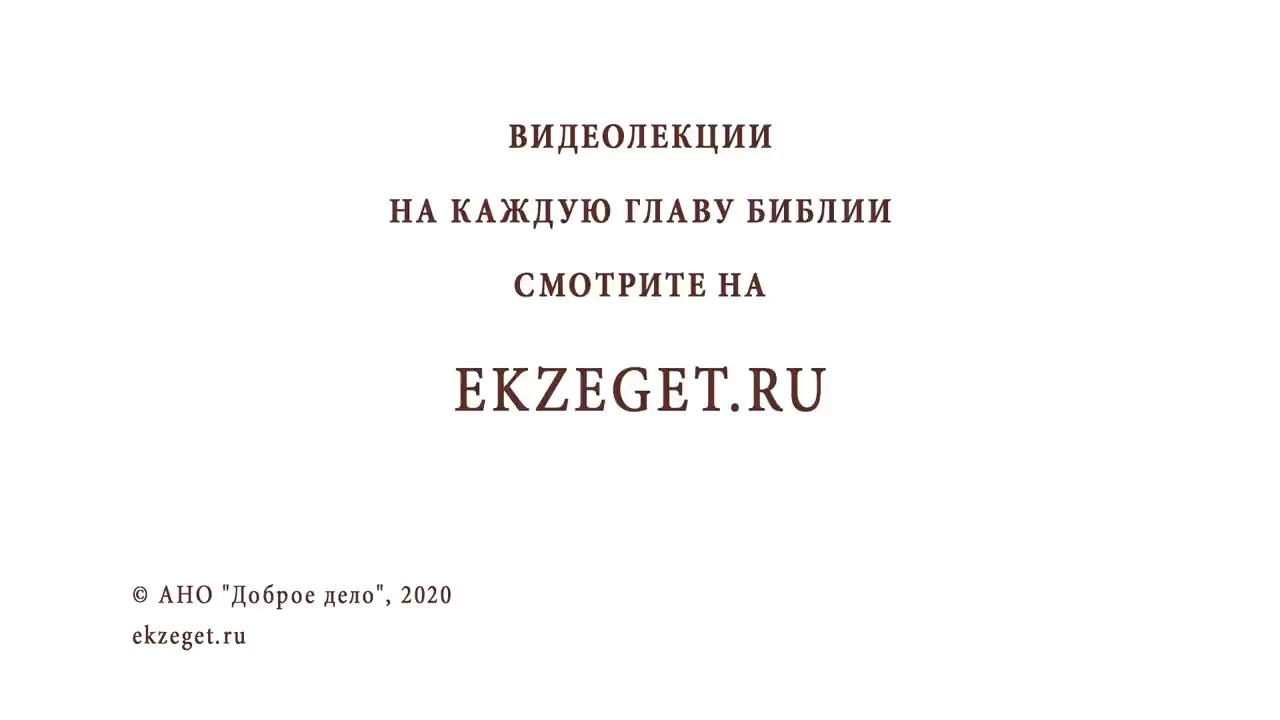 ВИДЕОЛЕКЦИИ
НА КАЖДУЮ ГЛАВУ БИБЛИИ
СМОТРИТЕ НА
EKZEGET.RU
© АНО "Доброе дело", 2020
ekzeget.ru